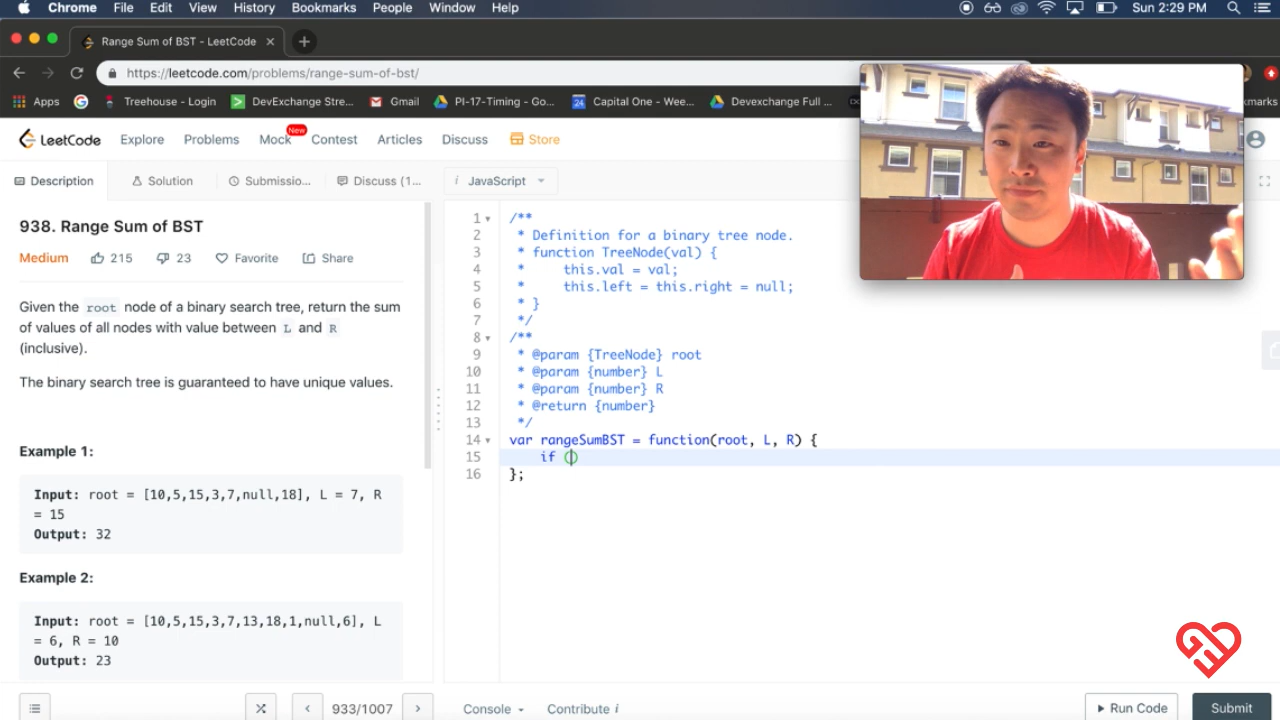 Chrome File Edit View History Bookmarks People Window Help Sun 2:29 PM
Range Sum of BST - LeetCode
https://leetcode.com/problems/range-sum-of-bst/
Apps Treehouse - Login DevExchange Stre... Gmail PI-17-Timing - Go... 24 Capital One - Wee... Devexchange Full ... kmarks
LeetCode Explore Problems Mock New Contest Articles Discuss Store
Description Solution Submissio... Discuss (1... i JavaScript
938. Range Sum of BST
Medium 215 23 Favorite Share
Given the root node of a binary search tree, return the sum
of values of all nodes with value between L and R
(inclusive).
The binary search tree is guaranteed to have unique values.
Example 1:
Input: root = [10,5,15,3,7,null,18], L = 7, R
= 15
Output: 32
Example 2:
Input: root = [10,5,15,3,7,13,18,1,null,6], L
= 6, R = 10
Output: 23
1 /**
2 * Definition for a binary tree node.
3 * function TreeNode(val) {
4 * this.val = val;
5 * this.left = this.right = null;
6 * }
7 */
8 /**
9 * @param {TreeNode} root
10 * @param {number} L
11 * @param {number} R
12 * @return {number}
13 */
14 var rangeSumBST = function(root, L, R) {
15 if ()
16 };
933/1007 Console Contribute i Run Code Submit